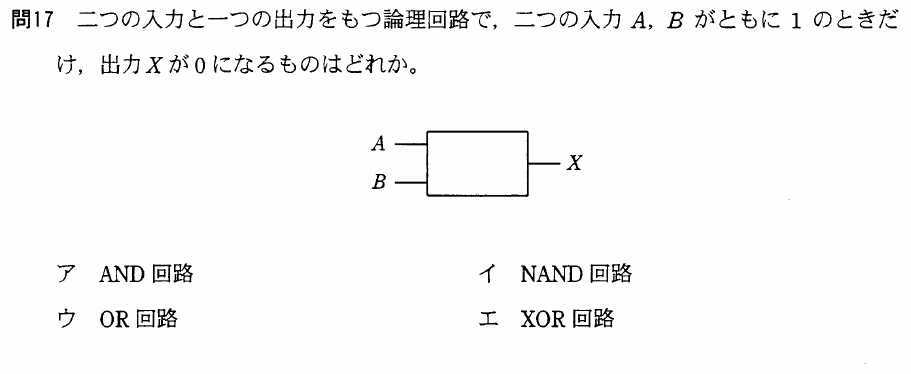 問17 二つの入力と一つの出力をもつ論理回路で，二つの入力 A，B がともに 1 のときだ
け，出力 X が 0 になるものはどれか。
A
B
X
ア AND 回路 イ NAND 回路
ウ OR 回路 エ XOR 回路